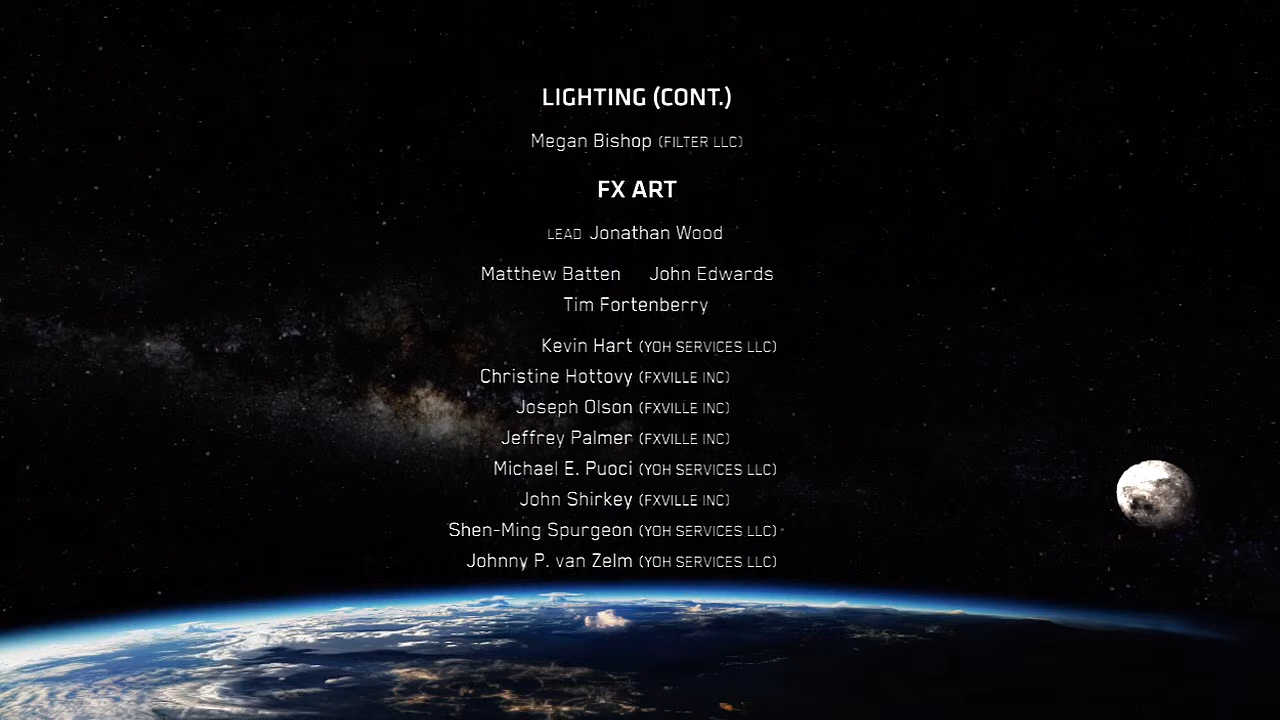 LIGHTING (CONT.)
Megan Bishop (FILTER LLC)
FX ART
LEAD Jonathan Wood
Matthew Batten John Edwards
Tim Fortenberry
Kevin Hart (YOH SERVICES LLC)
Christine Hottovy (FXVILLE INC)
Joseph Olson (FXVILLE INC)
Jeffrey Palmer (FXVILLE INC)
Michael E. Puoci (YOH SERVICES LLC)
John Shirkey (FXVILLE INC)
Shen-Ming Spurgeon (YOH SERVICES LLC)
Johnny P. van Zelm (YOH SERVICES LLC)